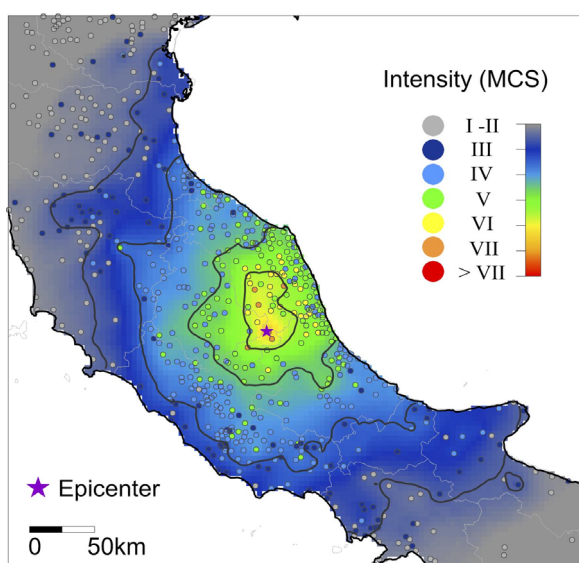 Intensity (MCS)
I -II
III
IV
V
VI
VII
> VII
Epicenter
0 50km